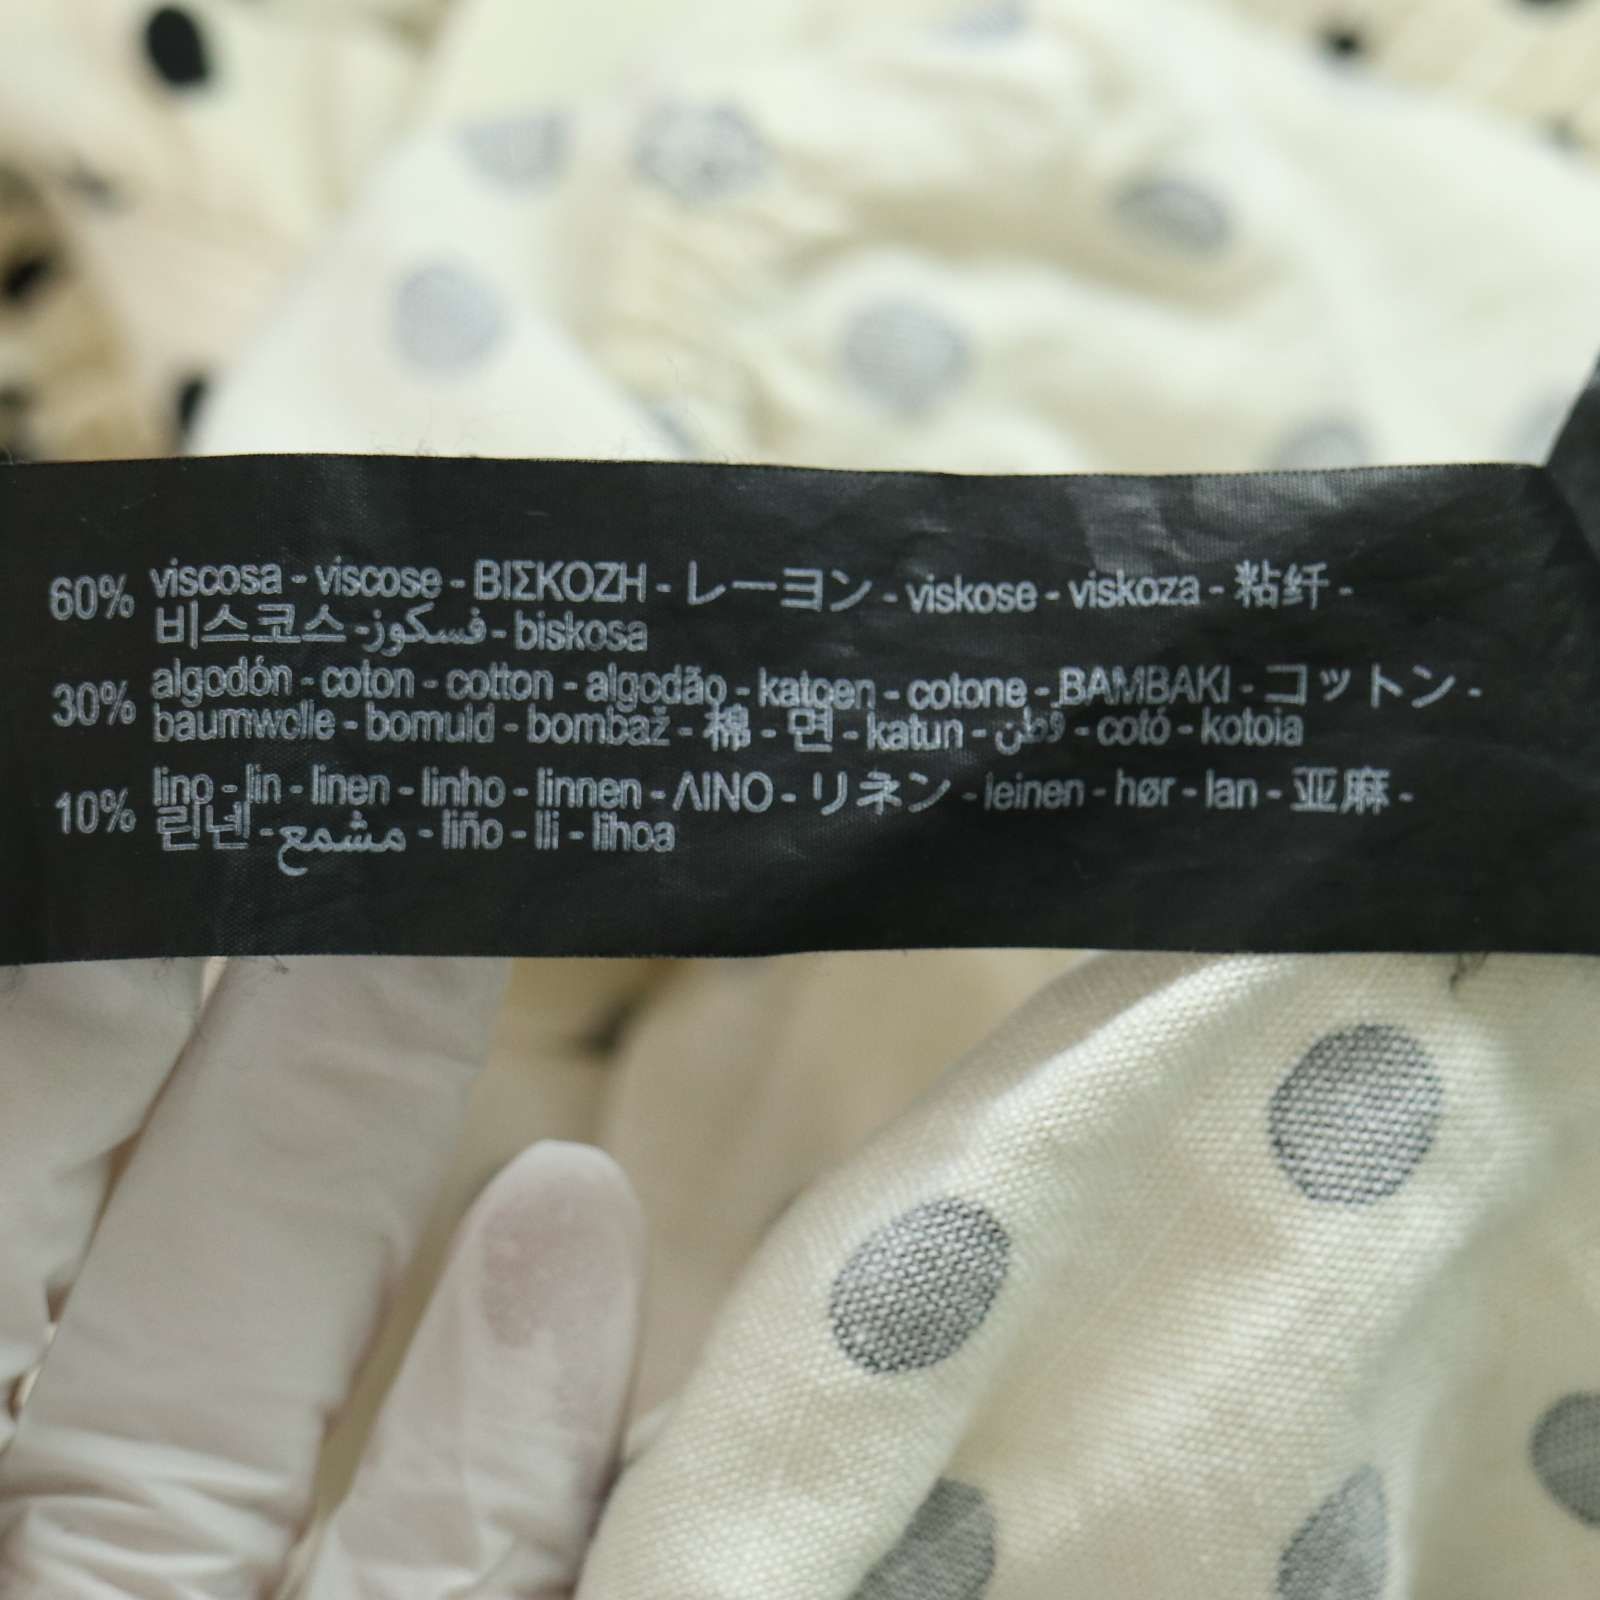 60% viscosa - viscose - ΒΙΣΚΟΖΗ - レーヨン - viskose - viskoza - 粘纤 -
비스코스 - فسكوز - biskosa
30% algodón - coton - cotton - algodão - katoen - cotone - BAMBAKI - コットン -
baumwolle - bomuld - bombaž - 棉 - 면 - katun - قطن - cotó - kotoia
10% lino - lin - linen - linho - linnen - ΛΙΝΟ - リネン - leinen - hør - lan - 亚麻 -
린넨 - مشمع - liño - lli - lihoa